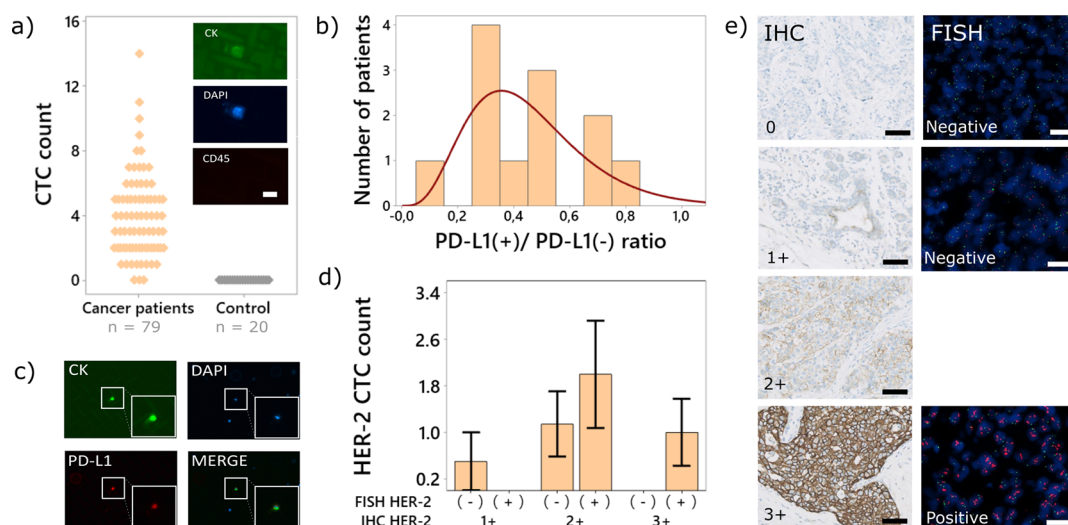 a)
CTC count
16
12
8
4
0
CK
DAPI
CD45
Cancer patients
n = 79
Control
n = 20
b)
Number of patients
4
3
2
1
0
-0,0
0,2
0,4
0,6
0,8
1,0
PD-L1(+)/ PD-L1(-) ratio
c)
CK
DAPI
PD-L1
MERGE
d)
HER-2 CTC count
3.4
2.6
1.8
1.0
0.2
FISH HER-2 (-) (+) (-) (+) (-) (+)
IHC HER-2 1+ 2+ 3+
e)
IHC
FISH
0
Negative
1+
Negative
2+
3+
Positive